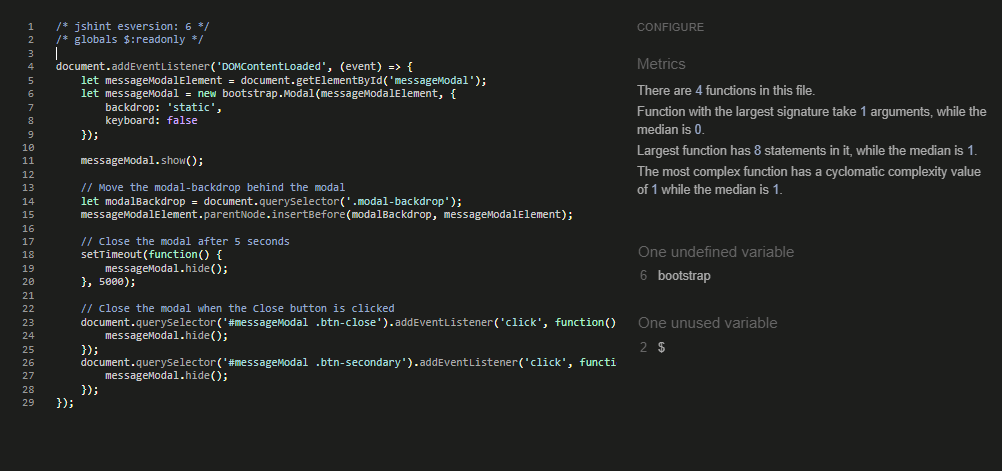 1 /* jshint esversion: 6 */
2 /* globals $:readonly */
3
4 document.addEventListener('DOMContentLoaded', (event) => {
5 let messageModalElement = document.getElementById('messageModal');
6 let messageModal = new bootstrap.Modal(messageModalElement, {
7 backdrop: 'static',
8 keyboard: false
9 });
10
11 messageModal.show();
12
13 // Move the modal-backdrop behind the modal
14 let modalBackdrop = document.querySelector('.modal-backdrop');
15 messageModalElement.parentNode.insertBefore(modalBackdrop, messageModalElement);
16
17 // Close the modal after 5 seconds
18 setTimeout(function() {
19 messageModal.hide();
20 }, 5000);
21
22 // Close the modal when the Close button is clicked
23 document.querySelector('#messageModal .btn-close').addEventListener('click', function()
24 messageModal.hide();
25 });
26 document.querySelector('#messageModal .btn-secondary').addEventListener('click', functi
27 messageModal.hide();
28 });
29 });
CONFIGURE
Metrics
There are 4 functions in this file.
Function with the largest signature take 1 arguments, while the
median is 0.
Largest function has 8 statements in it, while the median is 1.
The most complex function has a cyclomatic complexity value
of 1 while the median is 1.
One undefined variable
6 bootstrap
One unused variable
2 $